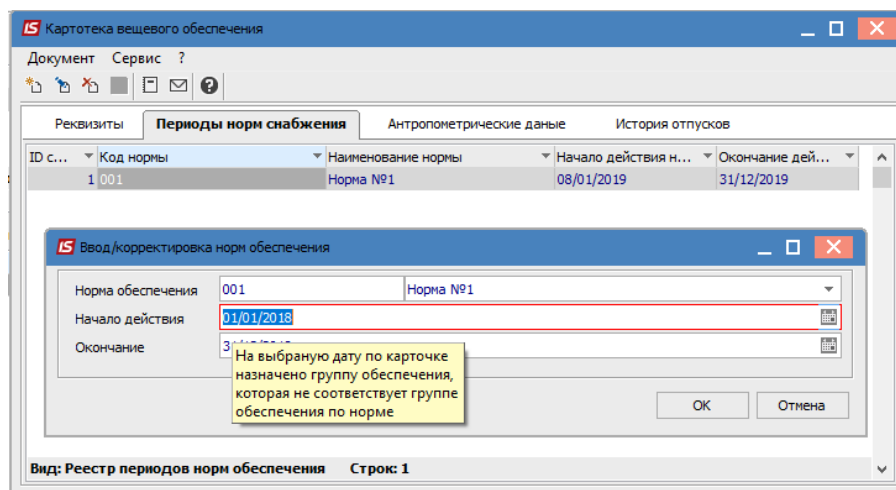 IS Картотека вещевого обеспечения
Документ Сервис ?
Реквизиты Периоды норм снабжения Антропометрические даные История отпусков
ID с... Код нормы Наименование нормы Начало действия н... Окончание дей...
1 001 Норма №1 08/01/2019 31/12/2019
IS Ввод/корректировка норм обеспечения
Норма обеспечения 001 Норма №1
Начало действия 01/01/2018
Окончание
На выбраную дату по карточке
назначено группу обеспечения,
которая не соответствует группе
обеспечения по норме
ОК Отмена
Вид: Реестр периодов норм обеспечения Строк: 1